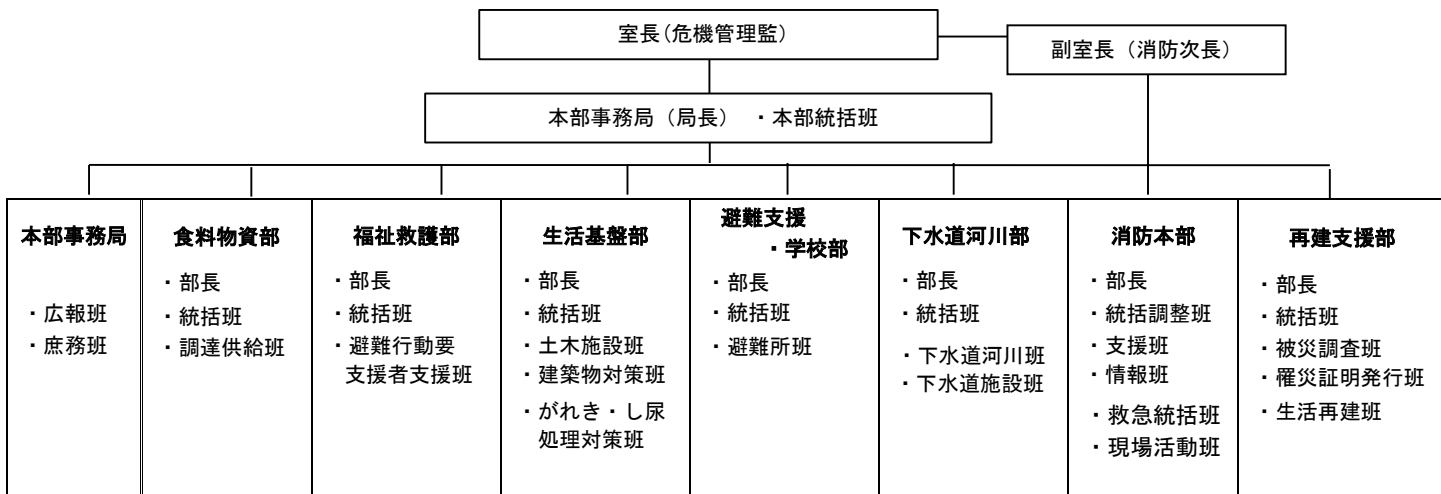 室長(危機管理監)
副室長（消防次長）
本部事務局（局長）　・本部統括班
本部事務局
・広報班
・庶務班
食料物資部
・部長
・統括班
・調達供給班
福祉救護部
・部長
・統括班
・避難行動要
支援者支援班
生活基盤部
・部長
・統括班
・土木施設班
・建築物対策班
・がれき・し尿
処理対策班
避難支援
・学校部
・部長
・統括班
・避難所班
下水道河川部
・部長
・統括班
・下水道河川班
・下水道施設班
消防本部
・部長
・統括調整班
・支援班
・情報班
・救急統括班
・現場活動班
再建支援部
・部長
・統括班
・被災調査班
・罹災証明発行班
・生活再建班